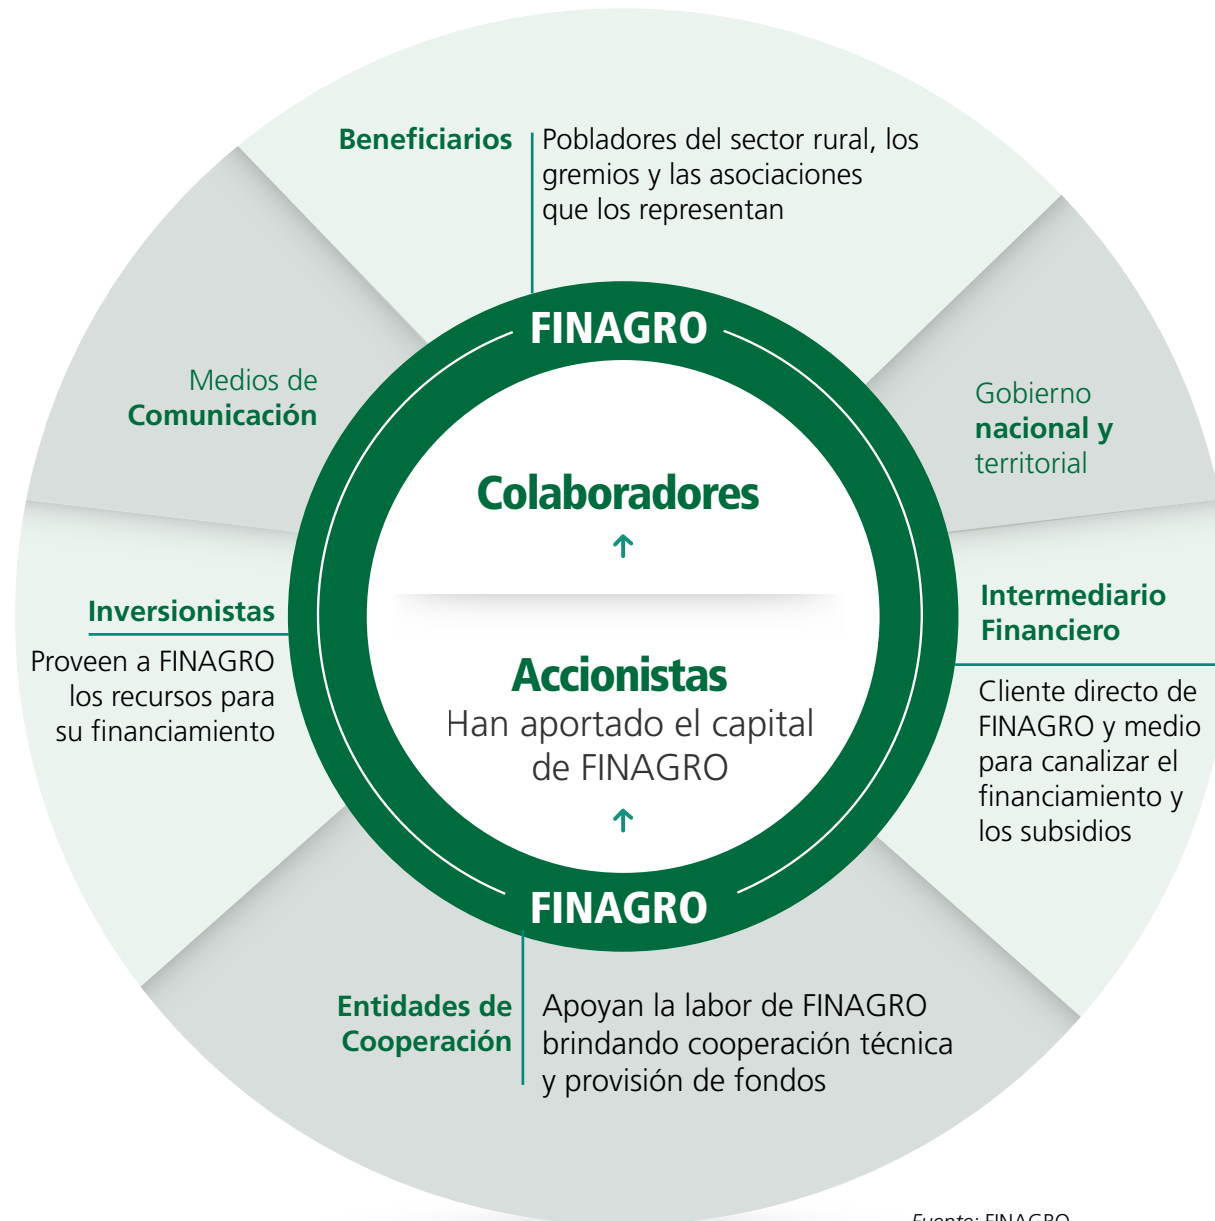 Beneficiarios
Pobladores del sector rural, los
gremios y las asociaciones
que los representan
FINAGRO
Medios de
Comunicación
Gobierno
nacional y
territorial
Colaboradores
↑
Inversionistas
Proveen a FINAGRO
los recursos para
su financiamiento
Accionistas
Han aportado el capital
de FINAGRO
↑
Intermediario
Financiero
Cliente directo de
FINAGRO y medio
para canalizar el
financiamiento y
los subsidios
FINAGRO
Entidades de
Cooperación
Apoyan la labor de FINAGRO
brindando cooperación técnica
y provisión de fondos
Fuente: FINAGRO